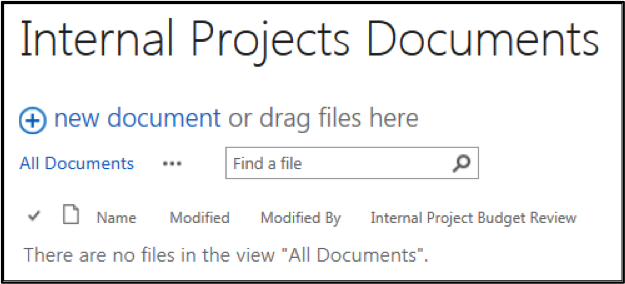 Internal Projects Documents
new document or drag files here
All Documents ••• Find a file
Name Modified Modified By Internal Project Budget Review
There are no files in the view "All Documents".